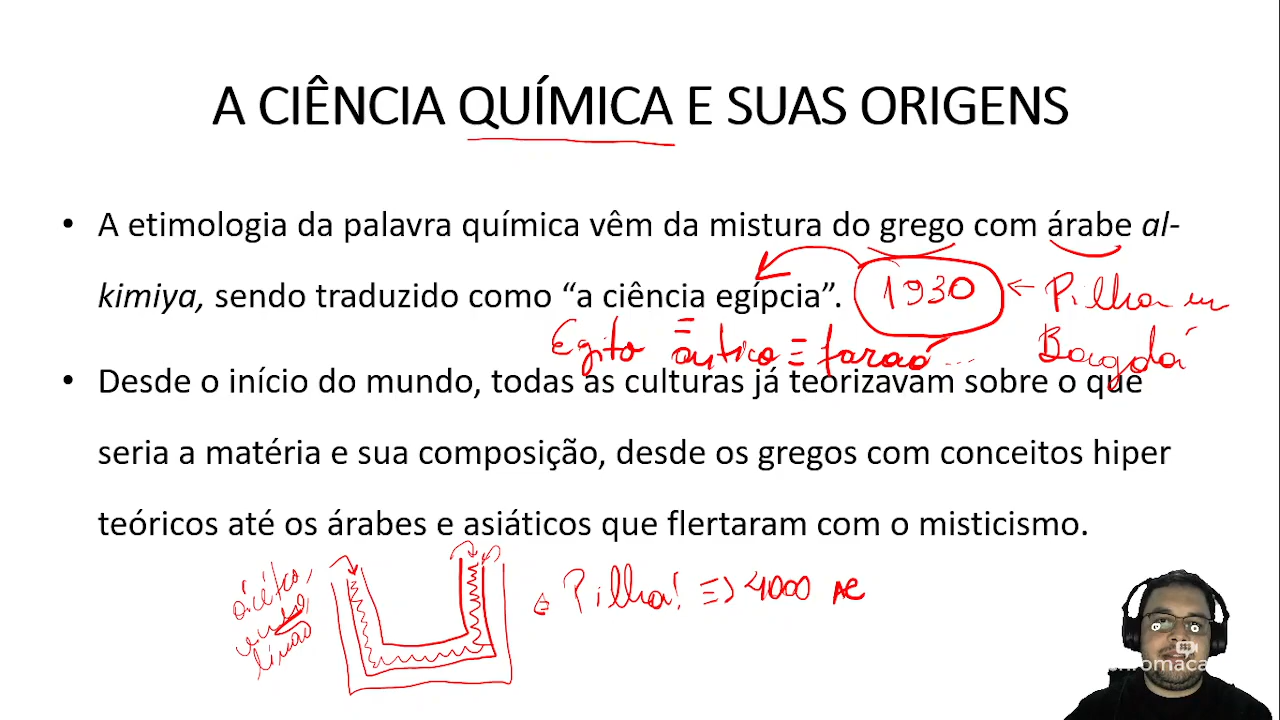 A CIÊNCIA QUÍMICA E SUAS ORIGENS
• A etimologia da palavra química vêm da mistura do grego com árabe al-
kimiya, sendo traduzido como “a ciência egípcia”. 1930 ← Pilha em
Egito antico ≡ faraó ... Bagdá
• Desde o início do mundo, todas as culturas já teorizavam sobre o que
seria a matéria e sua composição, desde os gregos com conceitos hiper
teóricos até os árabes e asiáticos que flertaram com o misticismo.
Pilha! => 4000 AC
limão